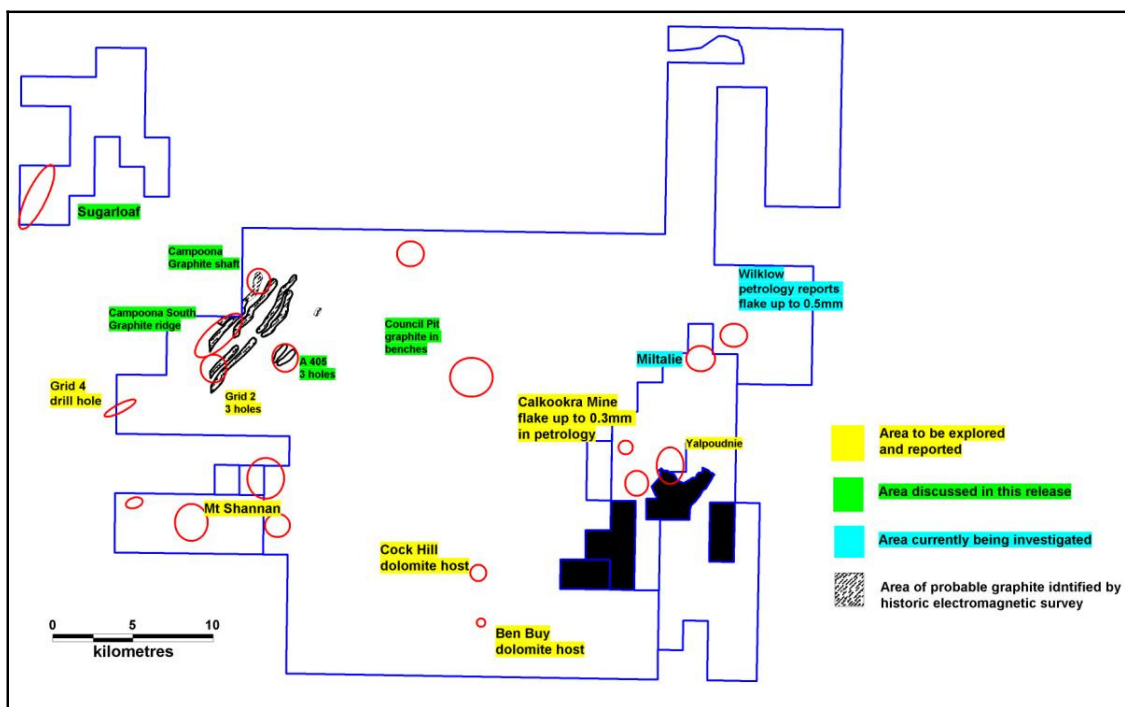 Sugarloaf
Campoona
Graphite shaft
Campoona South
Graphite ridge
Council Pit
graphite in
benches
Wilklow
petrology reports
flake up to 0.5mm
Miltalie
A 405
3 holes
Grid 4
drill hole
Grid 2
3 holes
Calkookra Mine
flake up to 0.3mm
in petrology
Yalpoudnie
Mt Shannan
Cock Hill
dolomite host
Ben Buy
dolomite host
0 5 10
kilometres
Area to be explored
and reported
Area discussed in this release
Area currently being investigated
Area of probable graphite idntified by
historic electromagnetic survey